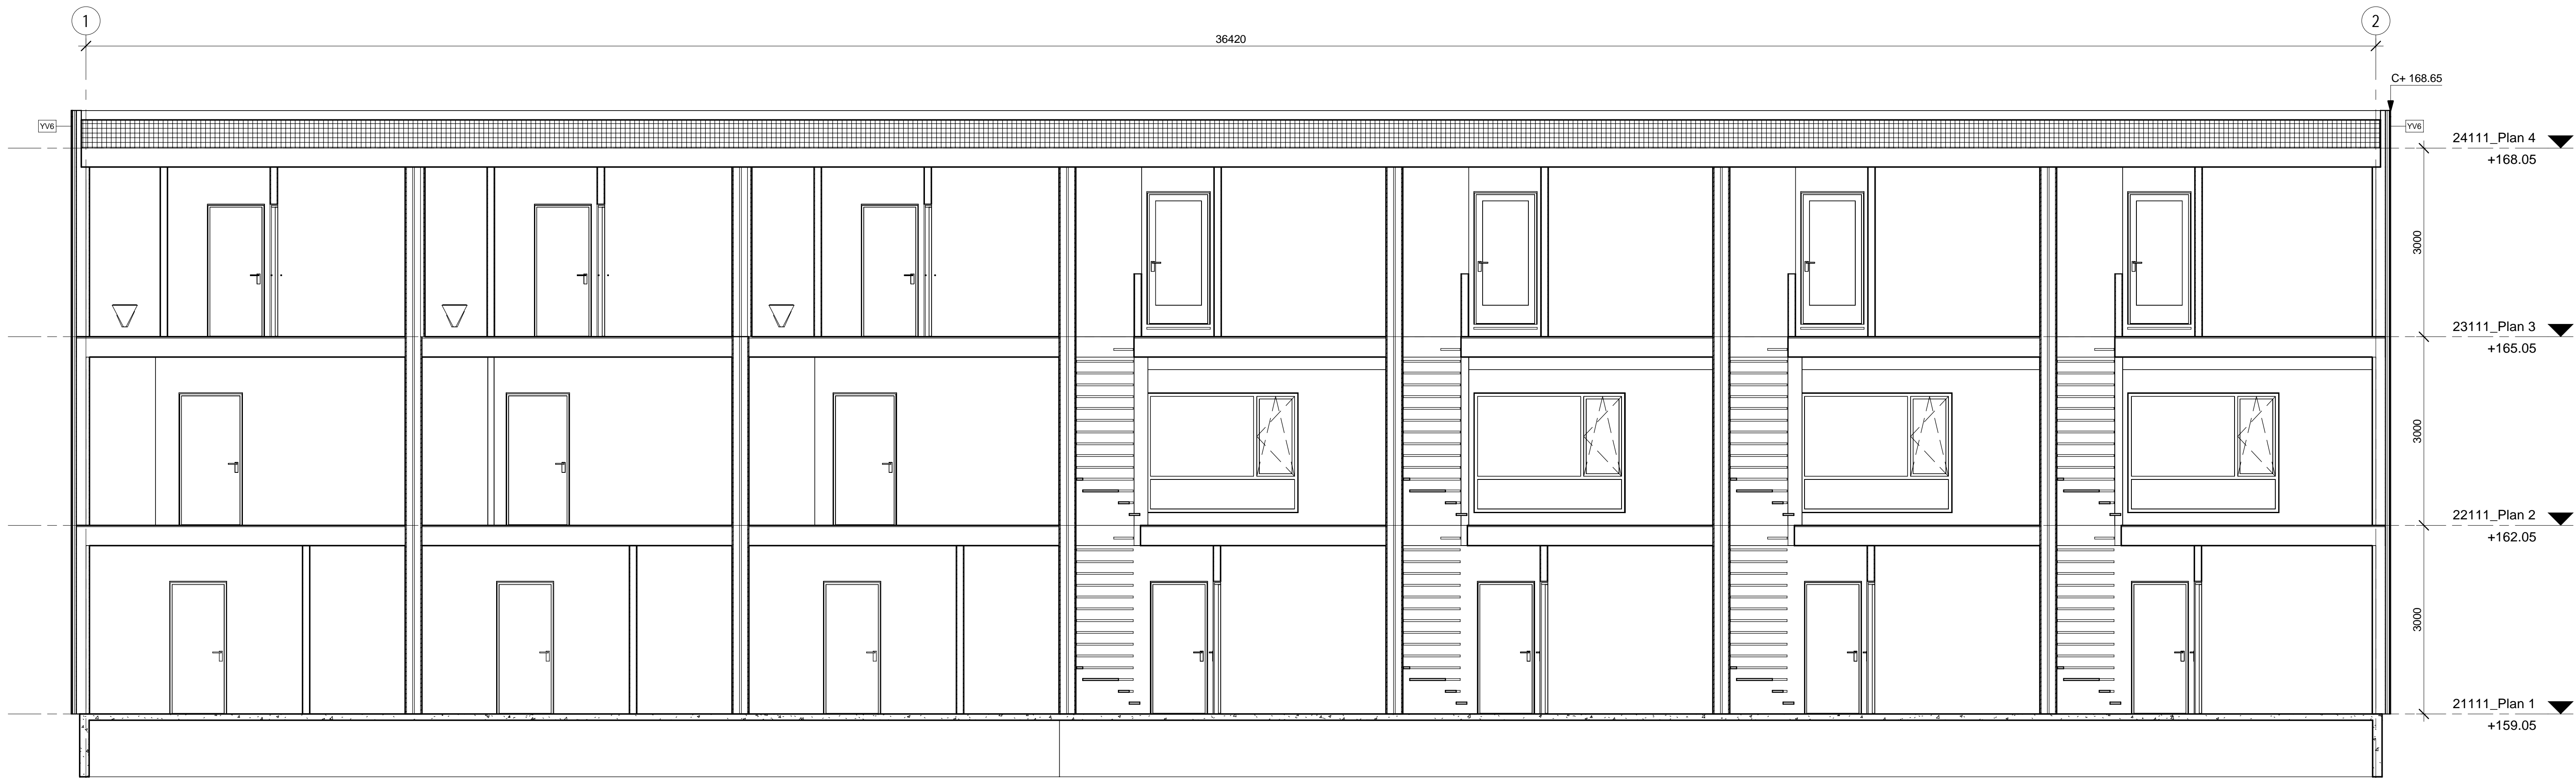 1
2
36420
C+ 168.65
YV6
YV6
24111_Plan 4
+168.05
3000
23111_Plan 3
+165.05
3000
22111_Plan 2
+162.05
3000
21111_Plan 1
+159.05